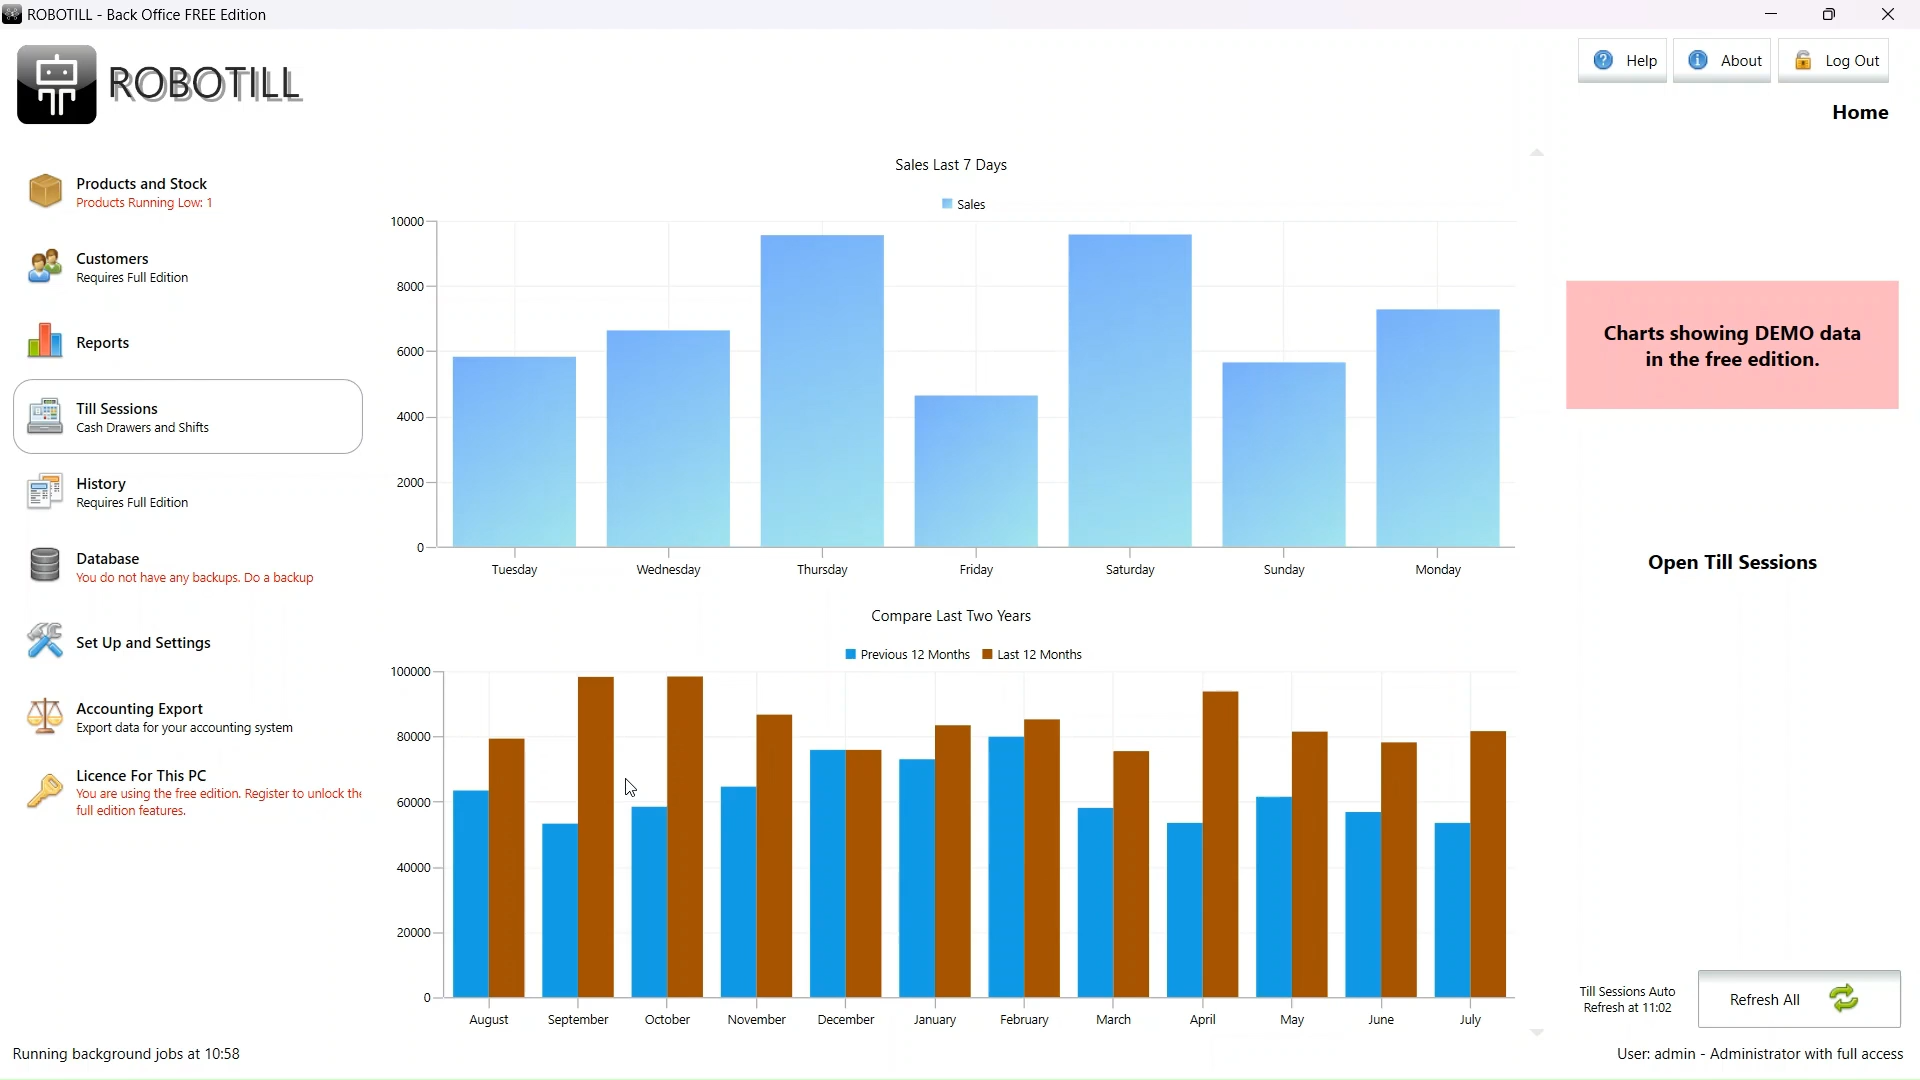 ROBOTILL - Back Office FREE Edition
ROBOTILL
Help
About
Log Out
Home
Products and Stock
Products Running Low: 1
Customers
Requires Full Edition
Reports
Till Sessions
Cash Drawers and Shifts
History
Requires Full Edition
Database
You do not have any backups. Do a backup
Set Up and Settings
Accounting Export
Export data for your accounting system
Licence For This PC
You are using the free edition. Register to unlock the
full edition features.
Sales Last 7 Days
Sales
10000
8000
6000
4000
2000
0
Tuesday Wednesday Thursday Friday Saturday Sunday Monday
Compare Last Two Years
Previous 12 Months Last 12 Months
100000
80000
60000
40000
20000
0
August September October November December January February March April May June July
Charts showing DEMO data
in the free edition.
Open Till Sessions
Till Sessions Auto
Refresh at 11:02
Refresh All
Running background jobs at 10:58
User: admin - Administrator with full access